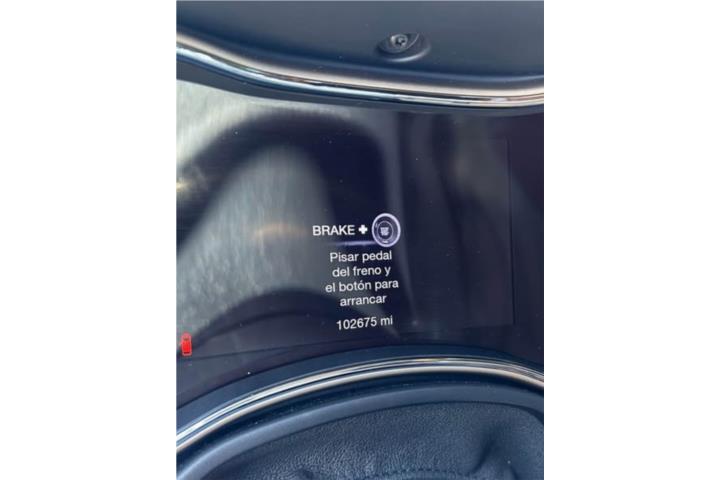 BRAKE +
Pisar pedal
del freno y
el botón para
arrancar
102675 mi